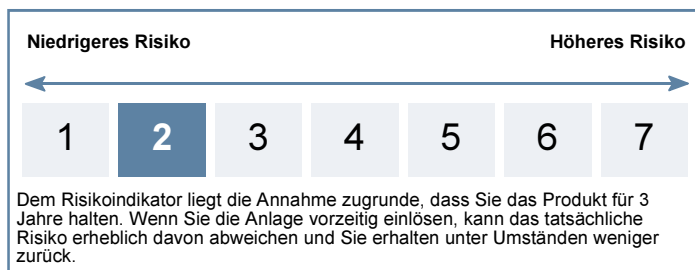 Niedrigeres Risiko Höheres Risiko
1 2 3 4 5 6 7
Dem Risikoindikator liegt die Annahme zugrunde, dass Sie das Produkt für 3
Jahre halten. Wenn Sie die Anlage vorzeitig einlösen, kann das tatsächliche
Risiko erheblich davon abweichen und Sie erhalten unter Umständen weniger
zurück.